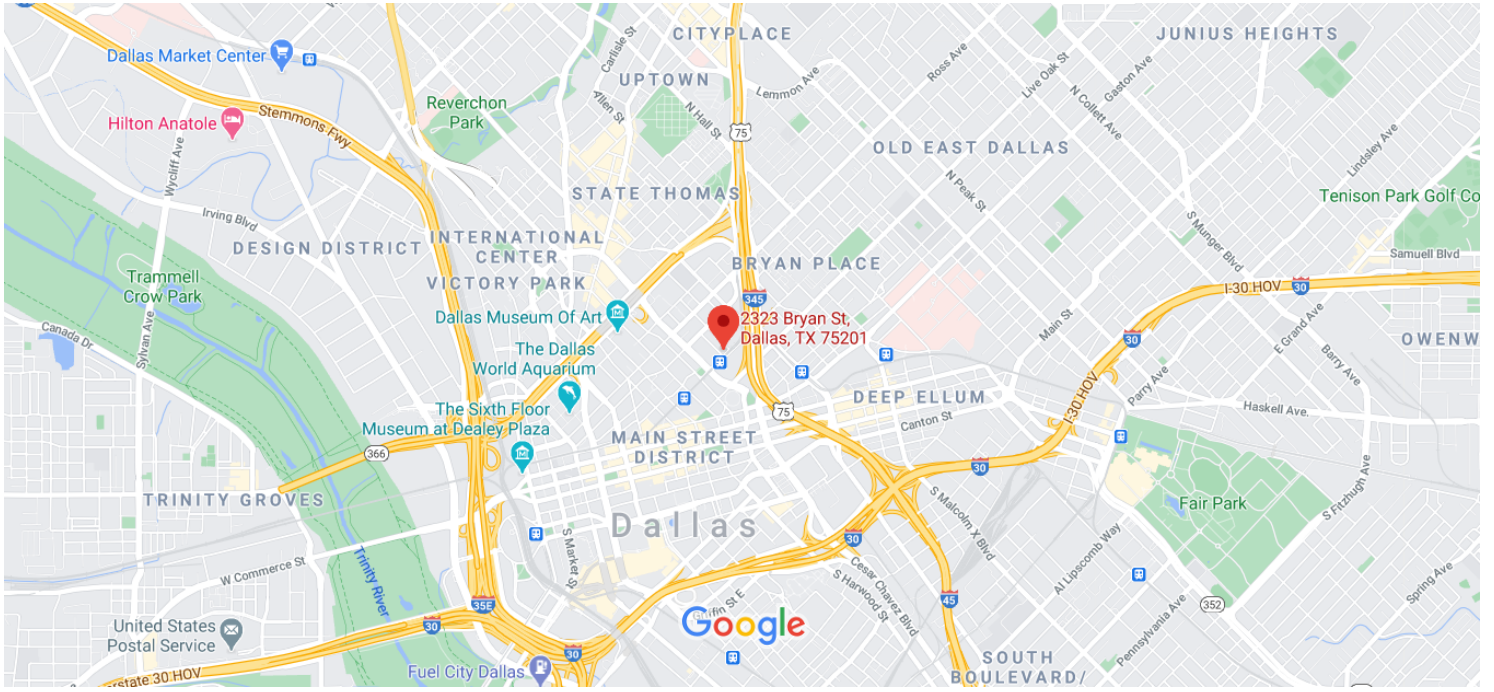 CITYPLACE
JUNIUS HEIGHTS
Dallas Market Center
UPTOWN
Carlisle St
Ross Ave
Live Oak St
Gaston Ave
Lemmon Ave
Allen St
N Hall St
N Collett Ave
Reverchon
Park
Hilton Anatole
Stemmons Fwy
75
OLD EAST DALLAS
Lindsley Ave
Wycliff Ave
STATE THOMAS
N Peak St
Tenison Park Golf Co
Irving Blvd
DESIGN DISTRICT
INTERNATIONAL
CENTER
S Munger Blvd
Samuell Blvd
BRYAN PLACE
Trammell
Crow Park
VICTORY PARK
I-30 HOV
30
345
Dallas Museum Of Art
2323 Bryan St,
Dallas, TX 75201
Canada Dr
Sylvan Ave
Main St
30
E Grand Ave
OWENW
The Dallas
World Aquarium
Barry Ave
Parry Ave
I-30 HOV
DEEP ELLUM
Haskell Ave.
The Sixth Floor
Museum at Dealey Plaza
75
Canton St
MAIN STREET
DISTRICT
366
30
TRINITY GROVES
Fair Park
S Fitzhugh Ave
S Malcolm X Blvd
Dallas
30
Al Lipscomb Way
Trinity River
S Market St
W Commerce St
Cesar Chavez Blvd
S Harwood St
Spring Ave
35E
45
352
Griffin St E
Google
United States
Postal Service
30
Pennsylvania Ave
30
Fuel City Dallas
erstate 30 HOV
SOUTH
BOULEVARD/